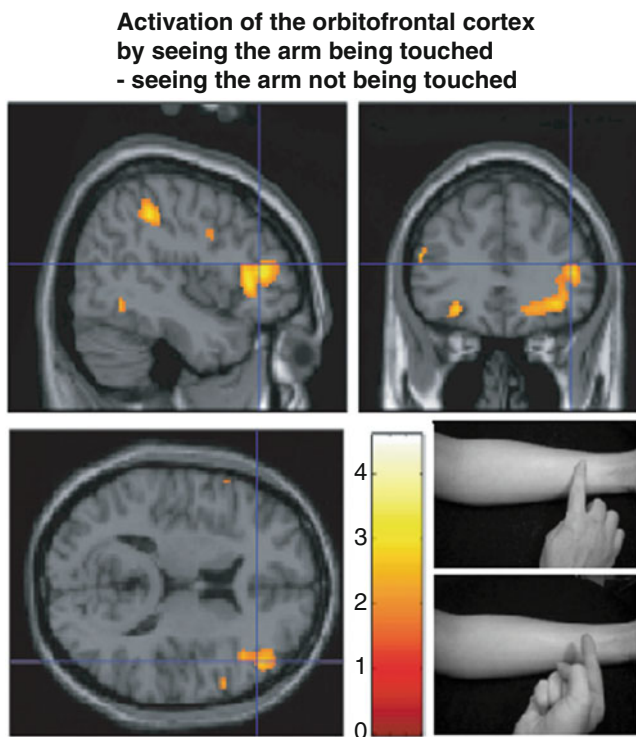 Activation of the orbitofrontal cortex
by seeing the arm being touched
- seeing the arm not being touched
4
3
2
1
0